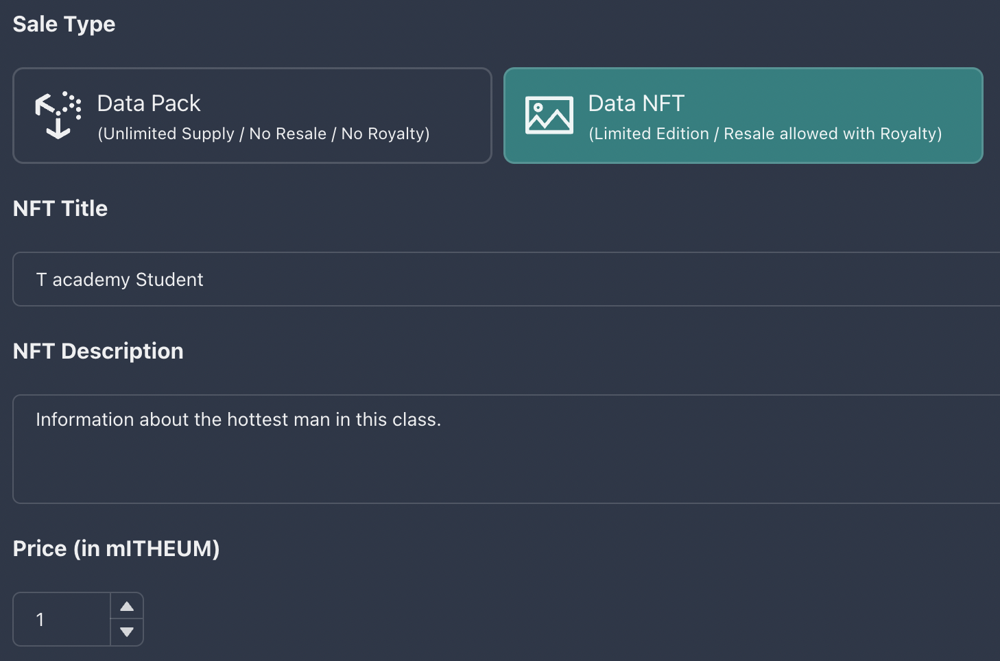 Sale Type
Data Pack
(Unlimited Supply / No Resale / No Royalty)
Data NFT
(Limited Edition / Resale allowed with Royalty)
NFT Title
T academy Student
NFT Description
Information about the hottest man in this class.
Price (in mITHEUM)
1